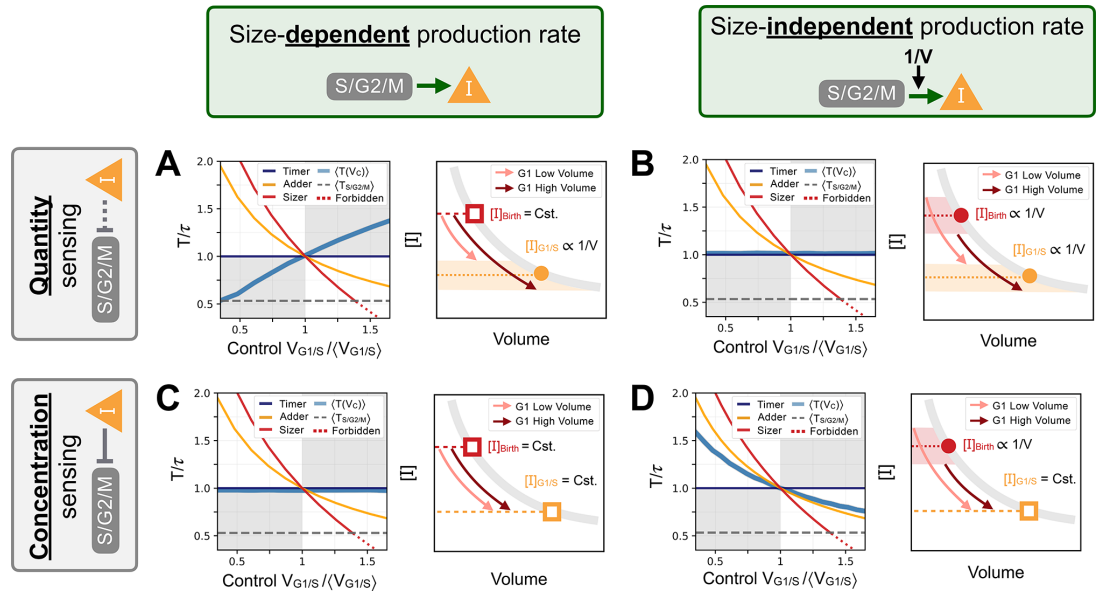 Size-dependent production rate
S/G2/M
I
Size-independent production rate
1/V
S/G2/M
I
Quantity
sensing
I
S/G2/M
A
2.0
1.5
1.0
0.5
T/τ
Timer
Adder
Sizer
⟨T(VC)⟩
⟨TS/G2/M⟩
Forbidden
0.5
1
1.5
Control VG1/S/⟨VG1/S⟩
[I]
G1 Low Volume
G1 High Volume
[I]Birth = Cst.
[I]G1/S ∝ 1/V
Volume
B
2.0
1.5
1.0
0.5
T/τ
Timer
Adder
Sizer
⟨T(VC)⟩
⟨TS/G2/M⟩
Forbidden
0.5
1
1.5
Control VG1/S/⟨VG1/S⟩
[I]
G1 Low Volume
G1 High Volume
[I]Birth ∝ 1/V
[I]G1/S ∝ 1/V
Volume
Concentration
sensing
I
S/G2/M
C
2.0
1.5
1.0
0.5
T/τ
Timer
Adder
Sizer
⟨T(VC)⟩
⟨TS/G2/M⟩
Forbidden
0.5
1
1.5
Control VG1/S/⟨VG1/S⟩
[I]
G1 Low Volume
G1 High Volume
[I]Birth = Cst.
[I]G1/S = Cst.
Volume
D
2.0
1.5
1.0
0.5
T/τ
Timer
Adder
Sizer
⟨T(VC)⟩
⟨TS/G2/M⟩
Forbidden
0.5
1
1.5
Control VG1/S/⟨VG1/S⟩
[I]
G1 Low Volume
G1 High Volume
[I]Birth ∝ 1/V
[I]G1/S = Cst.
Volume